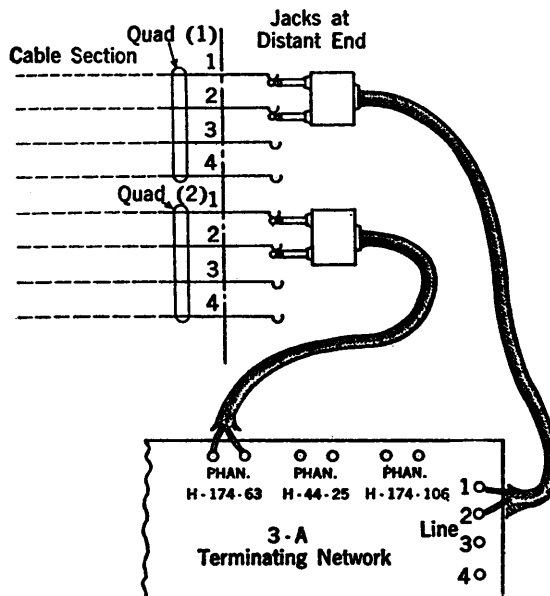 Jacks at
Distant End
Quad (1)
Cable Section
1
2
3
4
Quad (2)
1
2
3
4
PHAN. PHAN. PHAN.
H-174-63 H-44-25 H-174-106
1
Line 2
3
4
3-A
Terminating Network